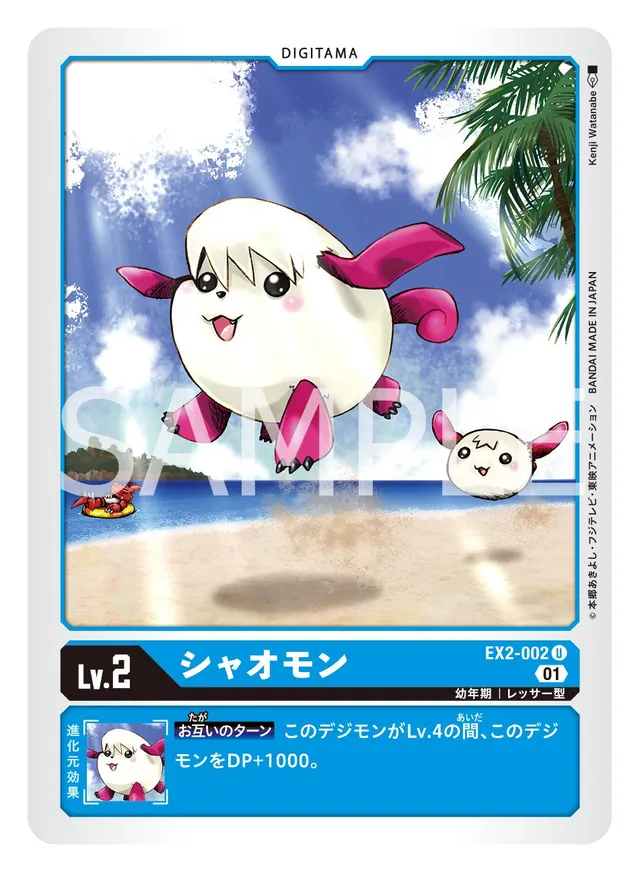 DIGITAMA
Kenji Watanabe
BANDAI MADE IN JAPAN
© 本郷あきよし・フジテレビ・東映アニメーション
SAMPLE
Lv.2
シャオモン
EX2-002 U
01
幼年期｜レッサー型
進化元効果
たが　あいだ
お互いのターン このデジモンがLv.4の間、このデジ
モンをDP+1000。